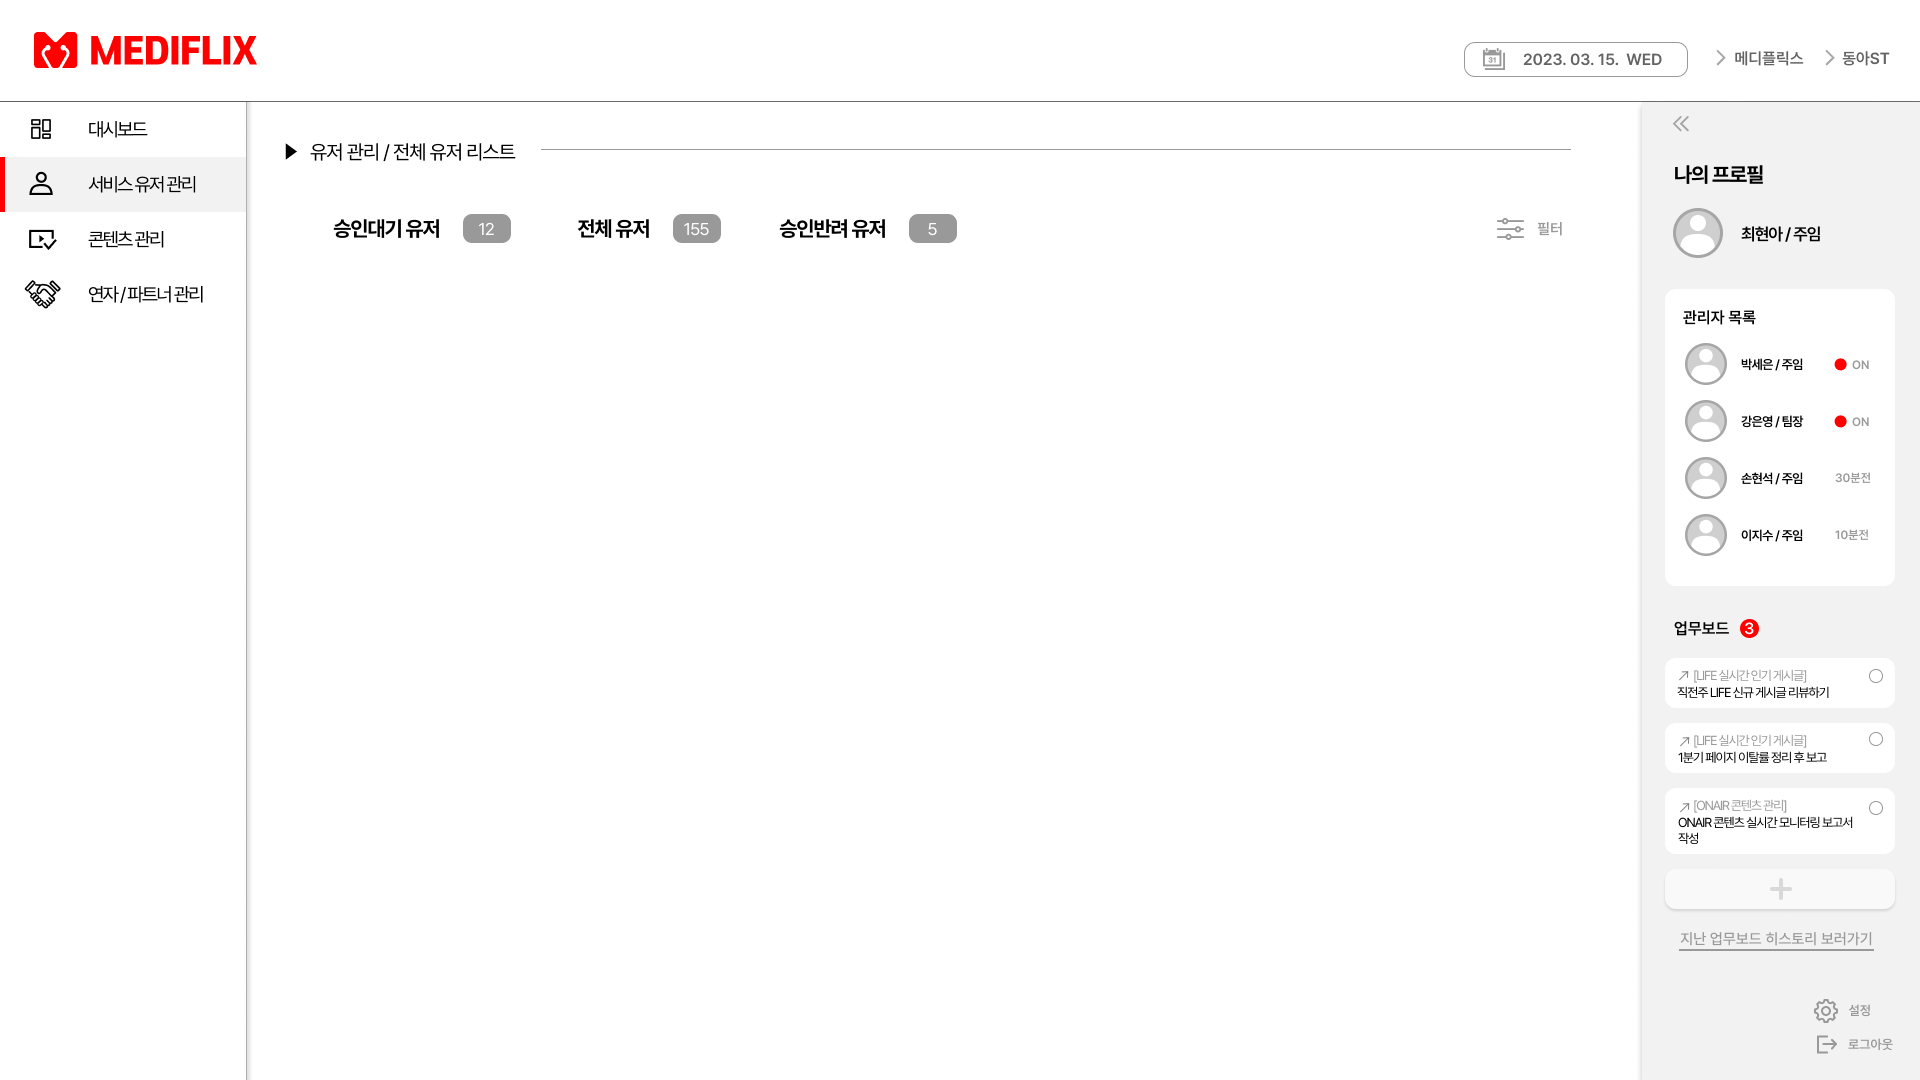 MEDIFLIX
31
2023. 03. 15. WED
메디플릭스
동아ST
대시보드
서비스 유저 관리
콘텐츠 관리
연자 / 파트너 관리
유저 관리 / 전체 유저 리스트
승인대기 유저 12
전체 유저 155
승인반려 유저 5
필터
나의 프로필
최현아 / 주임
관리자 목록
박세은 / 주임 ON
강은영 / 팀장 ON
손현석 / 주임 30분전
이지수 / 주임 10분전
업무보드 3
[LIFE 실시간 인기 게시글]
직전주 LIFE 신규 게시글 리뷰하기
[LIFE 실시간 인기 게시글]
1분기 페이지 이탈률 정리 후 보고
[ONAIR 콘텐츠 관리]
ONAIR 콘텐츠 실시간 모니터링 보고서
작성
지난 업무보드 히스토리 보러가기
설정
로그아웃